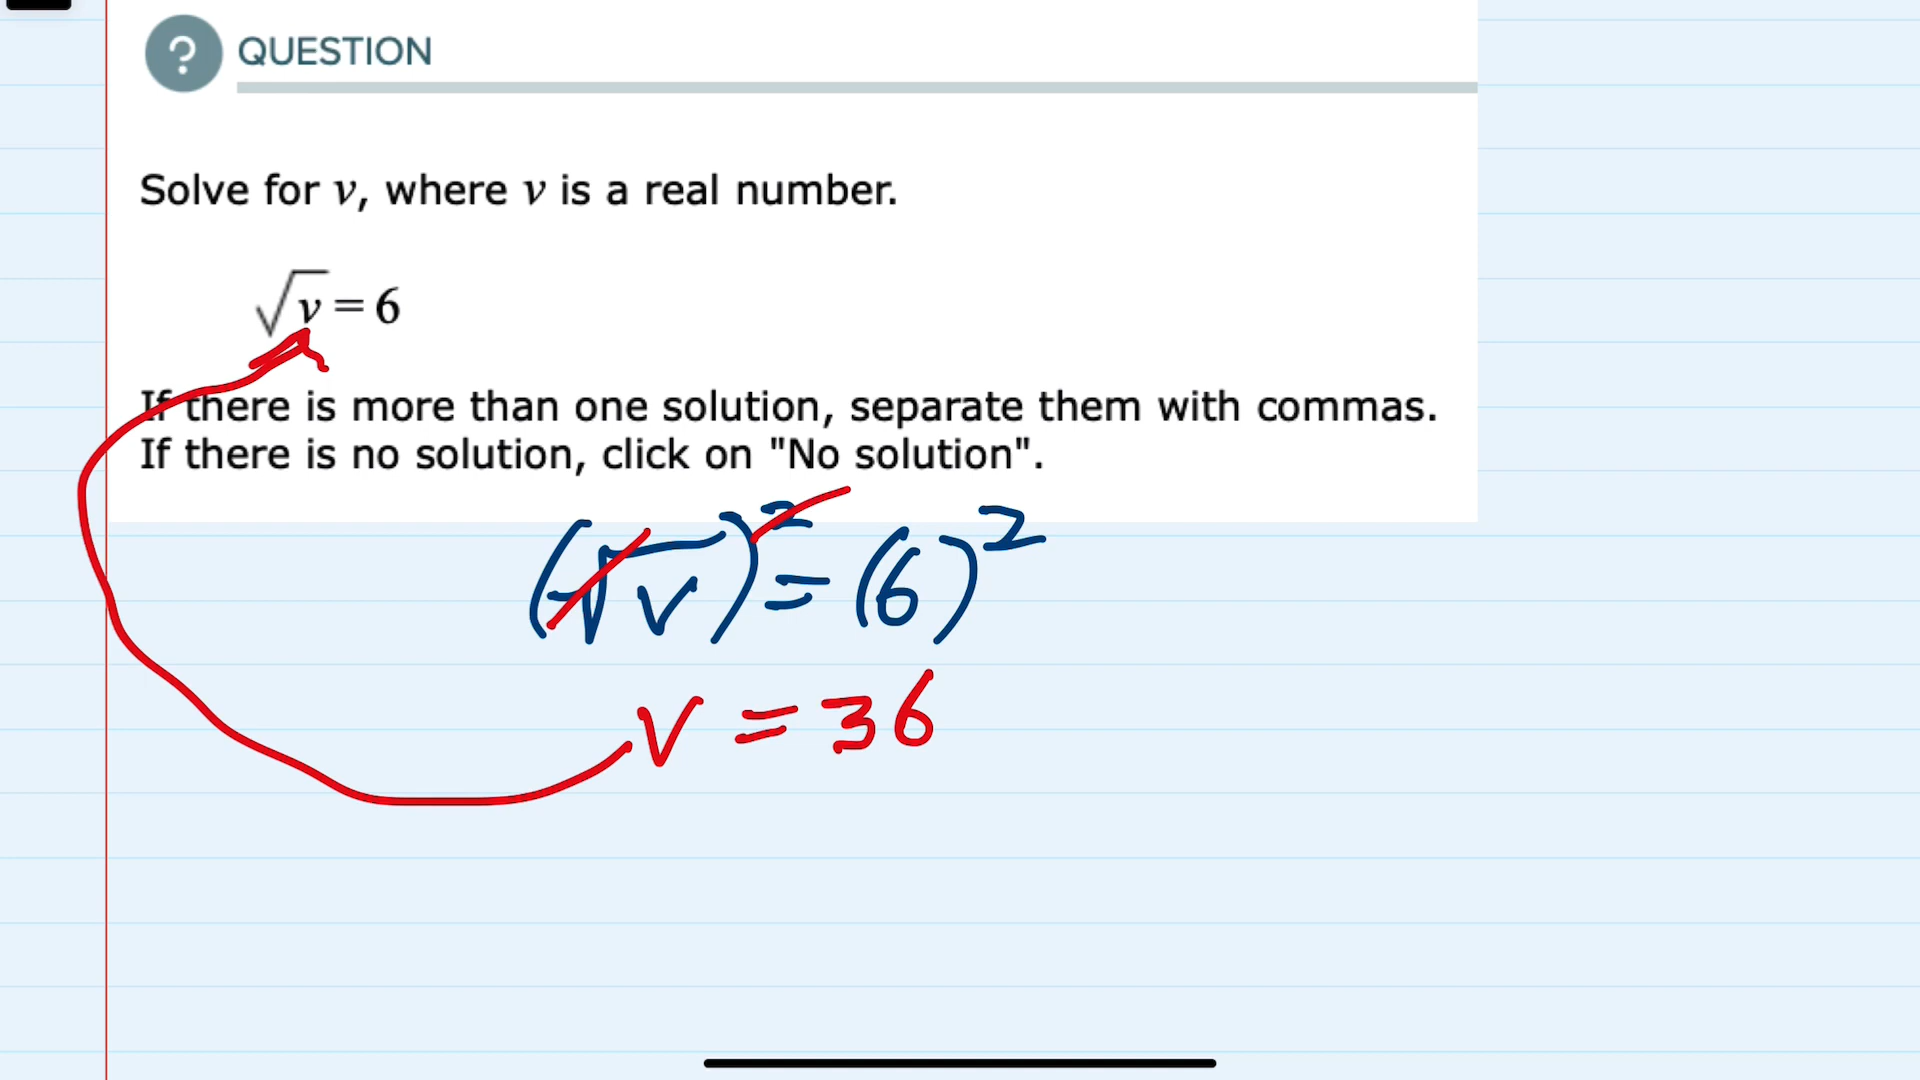 ? QUESTION
Solve for v, where v is a real number.
√v = 6
If there is more than one solution, separate them with commas.
If there is no solution, click on "No solution".
(√v)² = (6)²
v = 36